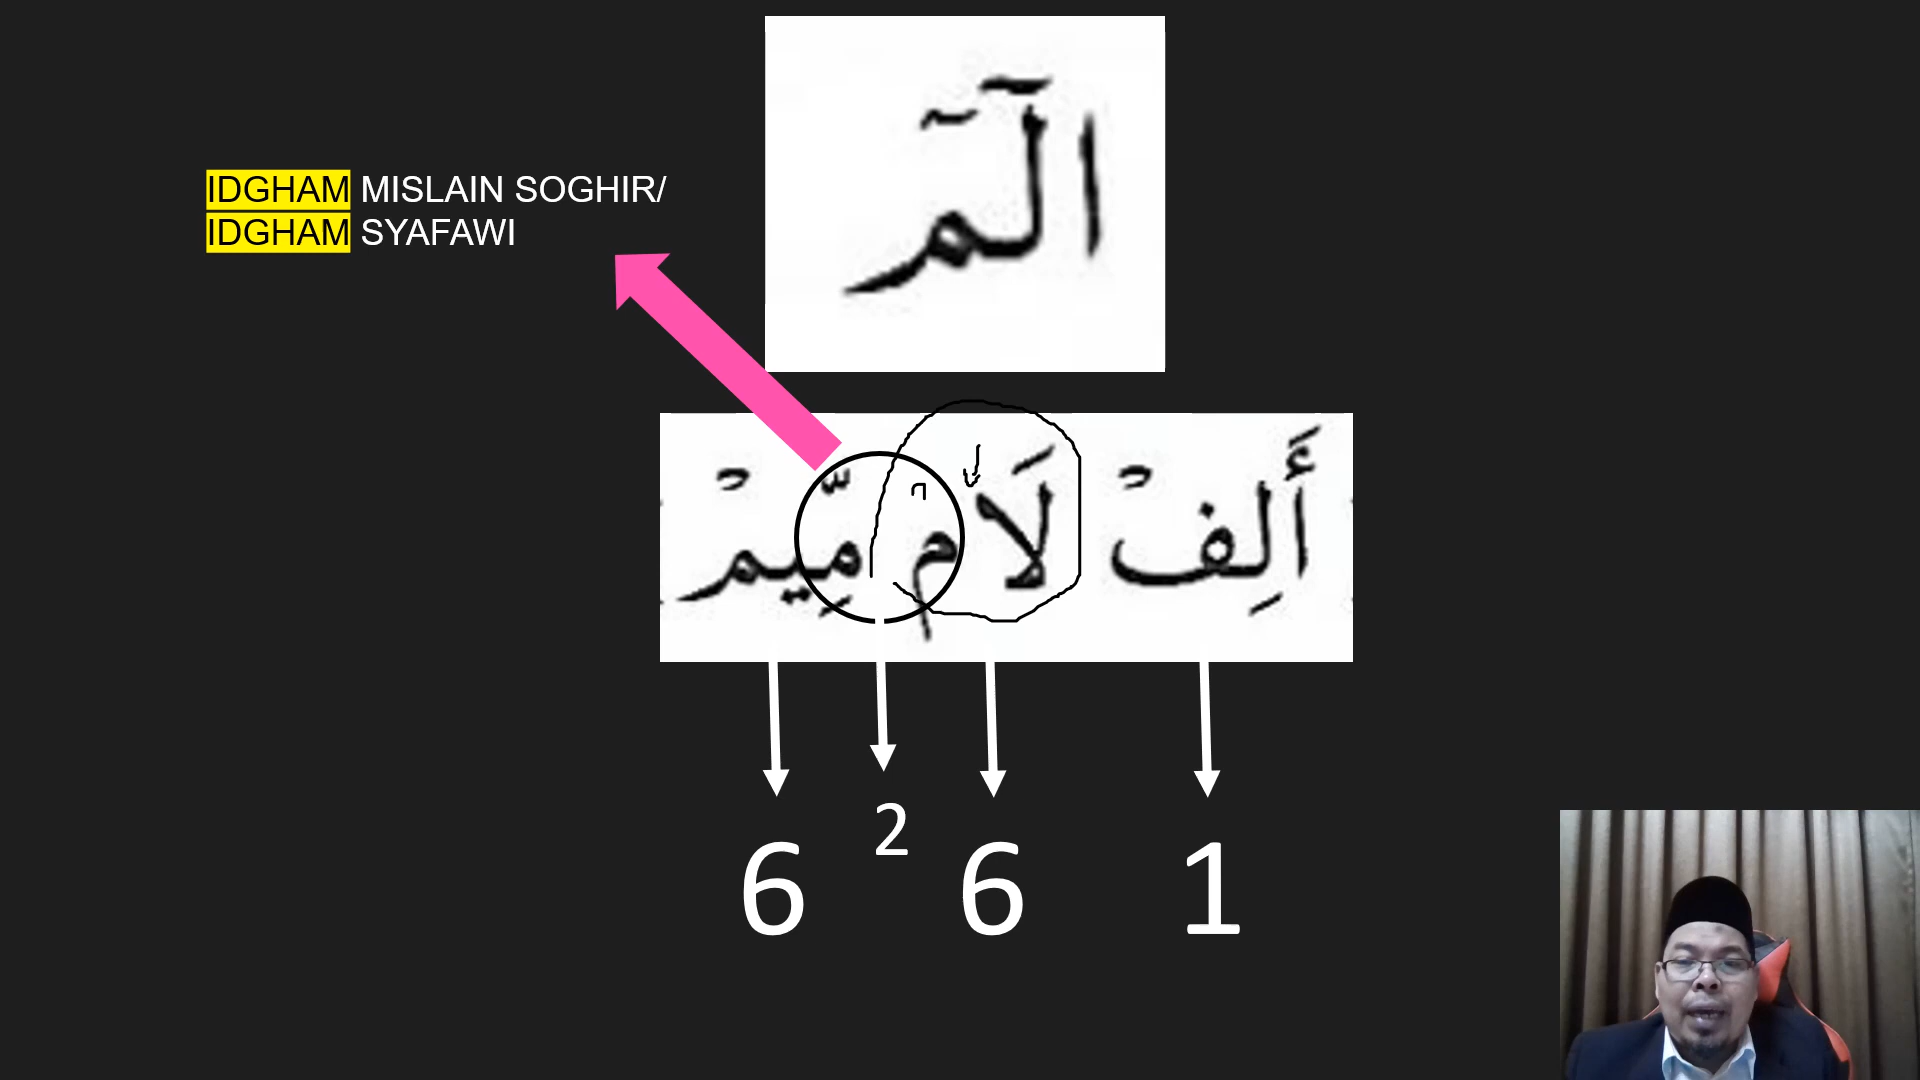 الٓمٓ
IDGHAM MISLAIN SOGHIR/
IDGHAM SYAFAWI
أَلِفْ لَام مِّيمْ
6 2 6 1